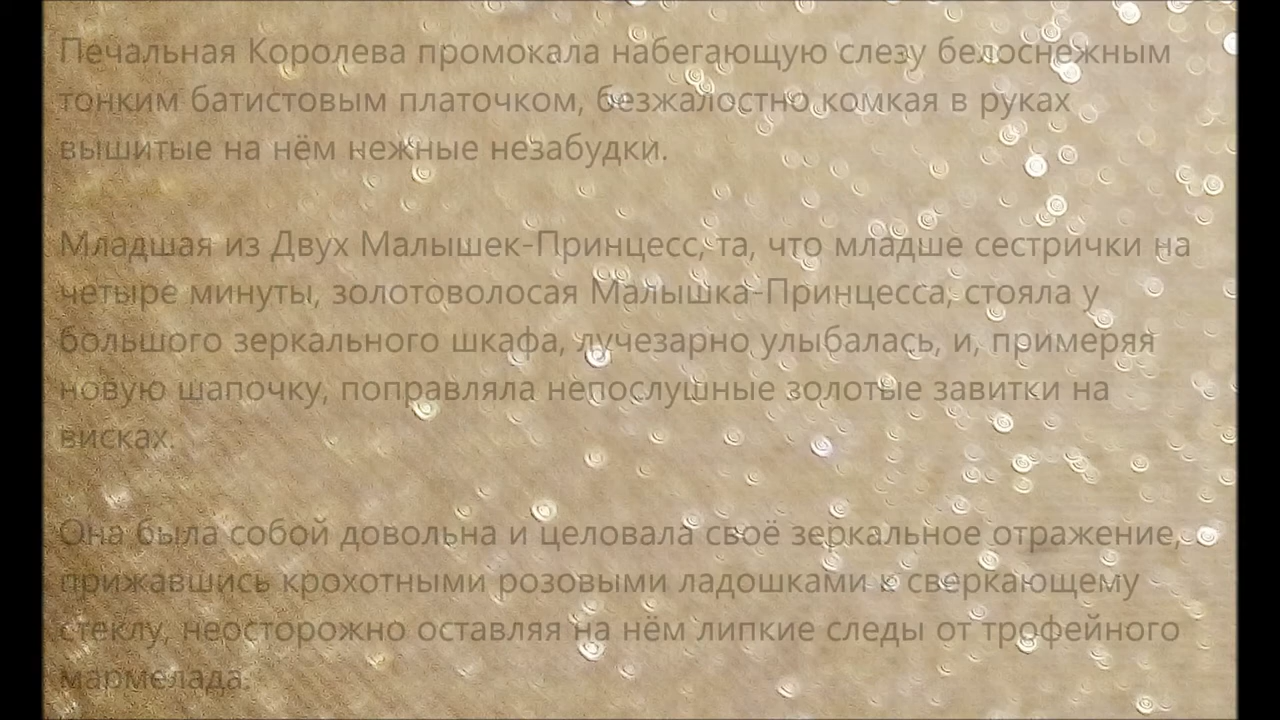 Печальная Королева промокала набегающую слезу белоснежным
тонким батистовым платочком, безжалостно комкая в руках
вышитые на нём нежные незабудки.
Младшая из Двух Малышек-Принцесс, та, что младше сестрички на
четыре минуты, золотоволосая Малышка-Принцесса, стояла у
большого зеркального шкафа, лучезарно улыбалась, и, примеряя
новую шапочку, поправляла непослушные золотые завитки на
висках.
Она была собой довольна и целовала своё зеркальное отражение,
прижавшись крохотными розовыми ладошками к сверкающему
стеклу, неосторожно оставляя на нём липкие следы от трофейного
мармелада.